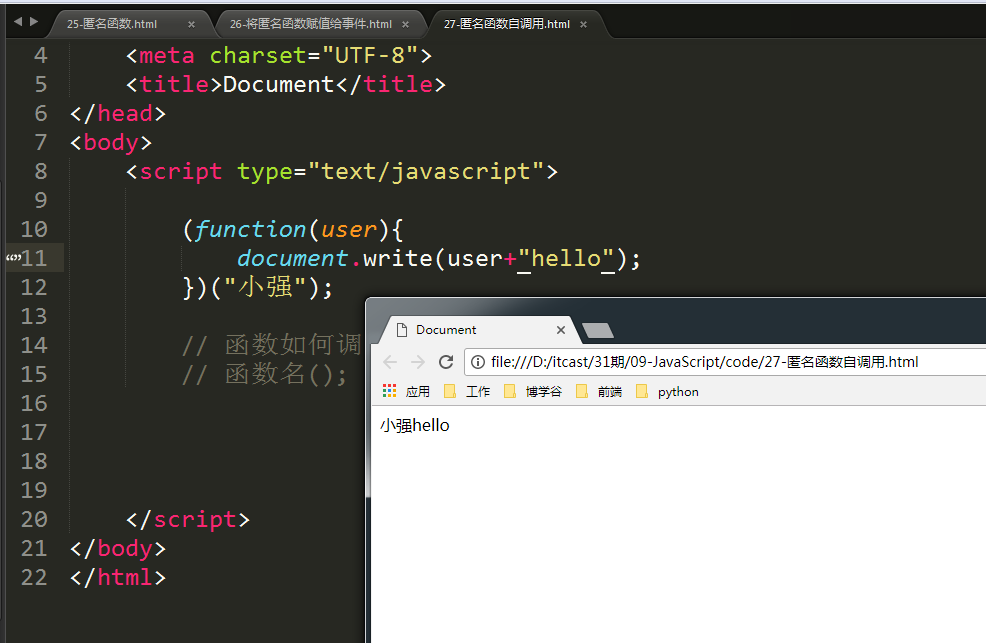 25-匿名函数.html × 26-将匿名函数赋值给事件.html × 27-匿名函数自调用.html ×
4 <meta charset="UTF-8">
5 <title>Document</title>
6 </head>
7 <body>
8 <script type="text/javascript">
9
10 (function(user){
11 document.write(user+"hello");
12 })("小强");
13
14 // 函数如何调
15 // 函数名();
16
17
18
19
20 </script>
21 </body>
22 </html>
Document ×
file:///D:/itcast/31期/09-JavaScript/code/27-匿名函数自调用.html
应用 工作 博学谷 前端 python
小强hello